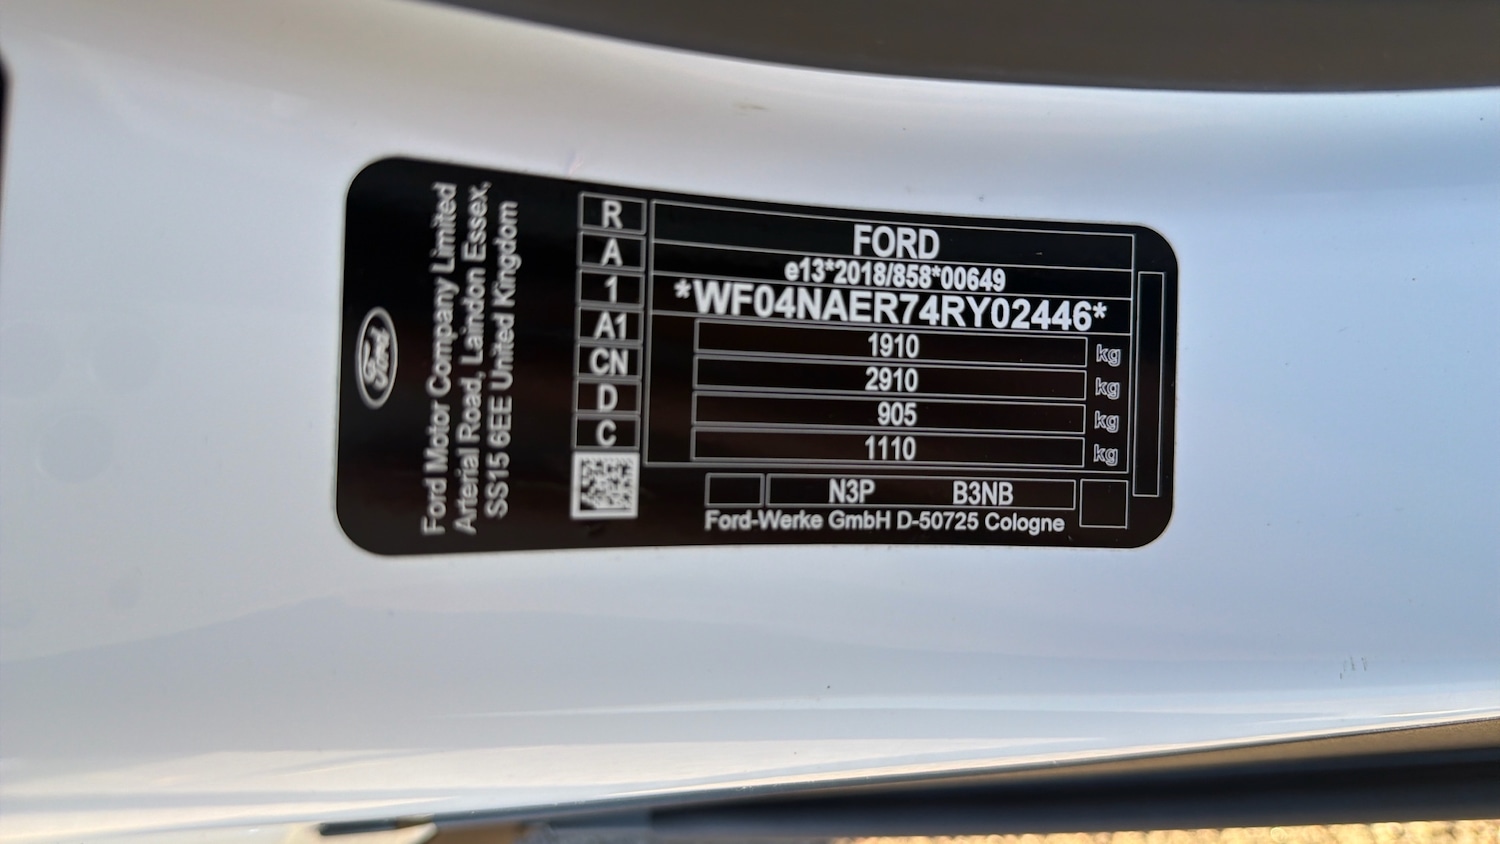 Ford
Ford Motor Company Limited
Arterial Road, Laindon Essex,
SS15 6EE United Kingdom
R
A
1
A1
CN
D
C
FORD
e13*2018/858*00649
*WF04NAER74RY02446*
1910 kg
2910 kg
905 kg
1110 kg
N3P B3NB
Ford-Werke GmbH D-50725 Cologne